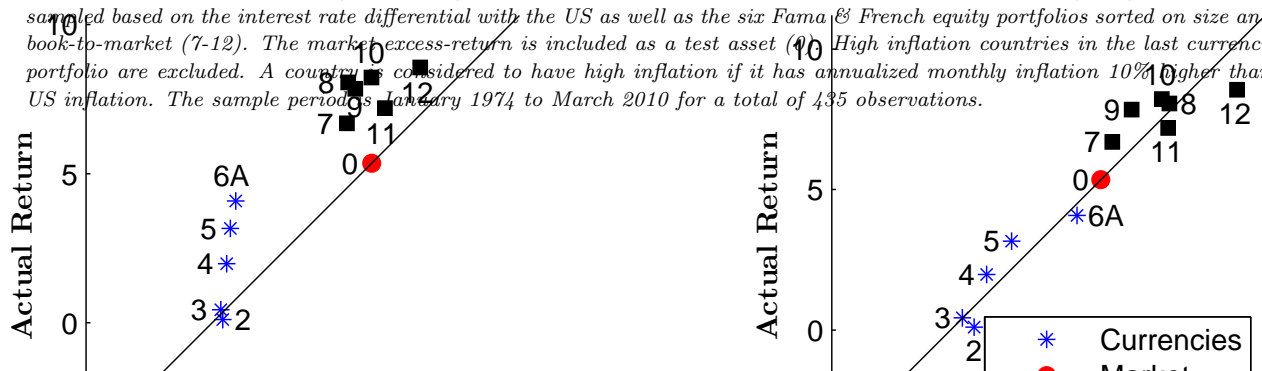 sampled based on the interest rate differential with the US as well as the six Fama & French equity portfolios sorted on size an
book-to-market (7-12). The market excess-return is included as a test asset (0). High inflation countries in the last currenc
portfolio are excluded. A country is considered to have high inflation if it has annualized monthly inflation 10% higher than
US inflation. The sample period is January 1974 to March 2010 for a total of 435 observations.
10
5
0
Actual Return
10
8
9
12
7
11
0
6A
5
4
3
2
10
5
0
Actual Return
10
8
9
12
7
11
0
6A
5
4
3
2
Currencies
Market